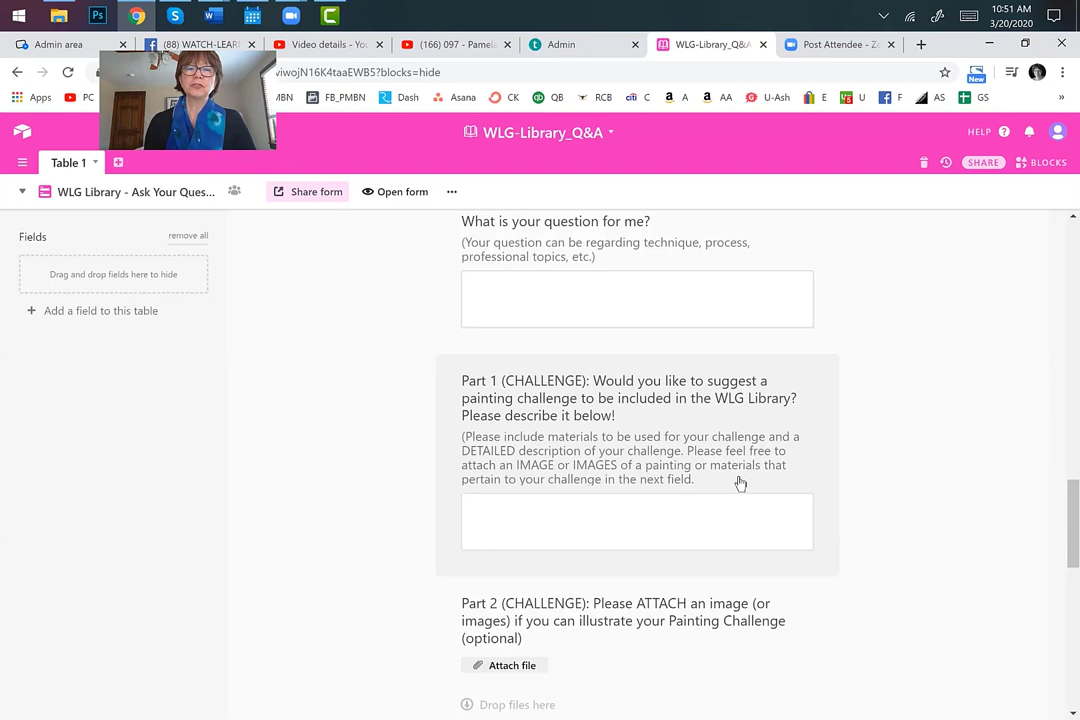 10:51 AM
3/20/2020
Admin area
(88) WATCH-LEAR
Video details - You
(166) 097 - Pamela
Admin
WLG-Library_Q&A
Post Attendee - Zo
viwojN16K4taaEWB5?blocks=hide
New
Apps
PC
MBN
FB_PMBN
Dash
Asana
CK
QB
RCB
citi C
A
AA
U-Ash
E
U
F
AS
GS
»
WLG-Library_Q&A
HELP
Table 1
SHARE
BLOCKS
WLG Library - Ask Your Ques...
Share form
Open form
Fields
remove all
Drag and drop fields here to hide
+ Add a field to this table
What is your question for me?
(Your question can be regarding technique, process,
professional topics, etc.)
Part 1 (CHALLENGE): Would you like to suggest a
painting challenge to be included in the WLG Library?
Please describe it below!
(Please include materials to be used for your challenge and a
DETAILED description of your challenge. Please feel free to
attach an IMAGE or IMAGES of a painting or materials that
pertain to your challenge in the next field.
Part 2 (CHALLENGE): Please ATTACH an image (or
images) if you can illustrate your Painting Challenge
(optional)
Attach file
Drop files here